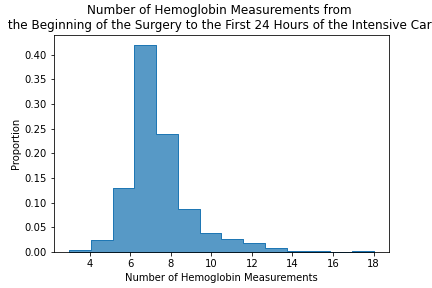 Number of Hemoglobin Measurements from
the Beginning of the Surgery to the First 24 Hours of the Intensive Car
0.40
0.35
0.30
0.25
0.20
0.15
0.10
0.05
0.00
Proportion
4 6 8 10 12 14 16 18
Number of Hemoglobin Measurements